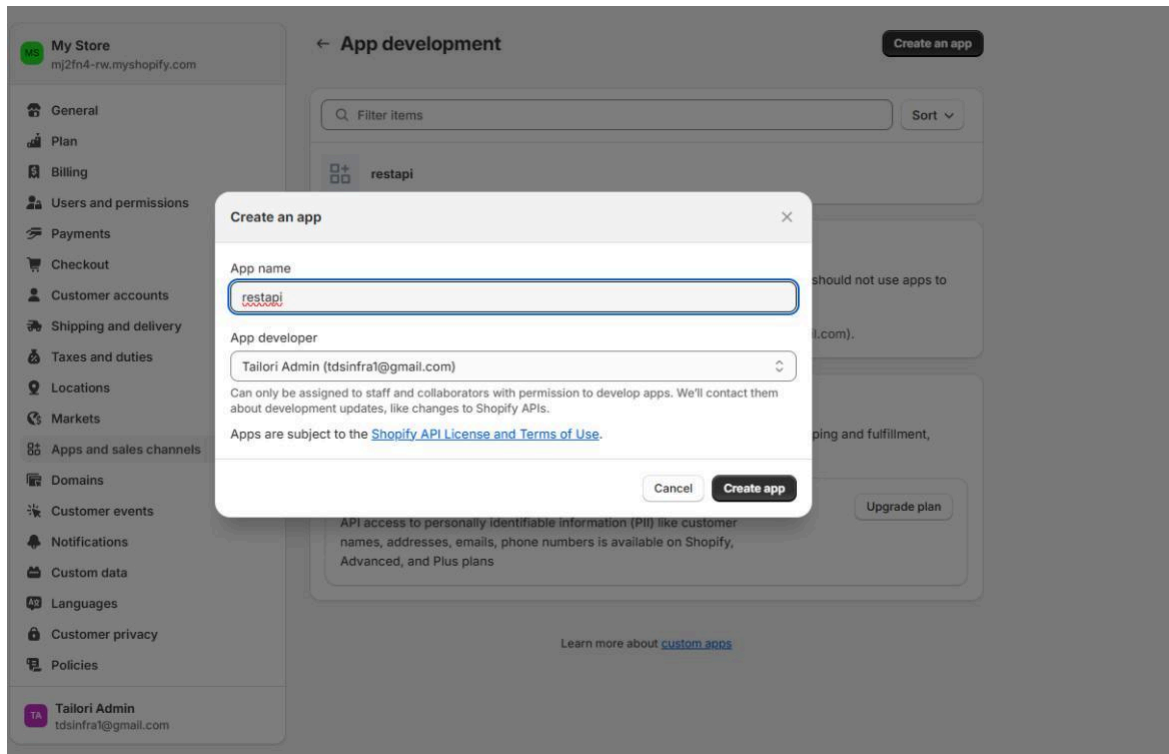 MS
My Store
mj2fn4-rw.myshopify.com
General
Plan
Billing
Users and permissions
Payments
Checkout
Customer accounts
Shipping and delivery
Taxes and duties
Locations
Markets
Apps and sales channels
Domains
Customer events
Notifications
Custom data
Languages
Customer privacy
Policies
TA
Tailori Admin
tdsinfra1@gmail.com
← App development
Create an app
Filter items
Sort
restapi
Create an app
App name
restapi
App developer
Tailori Admin (tdsinfra1@gmail.com)
Can only be assigned to staff and collaborators with permission to develop apps. We'll contact them
about development updates, like changes to Shopify APIs.
Apps are subject to the Shopify API License and Terms of Use.
Cancel
Create app
should not use apps to
l.com).
ping and fulfillment,
Upgrade plan
API access to personally identifiable information (PII) like customer
names, addresses, emails, phone numbers is available on Shopify,
Advanced, and Plus plans
Learn more about custom apps